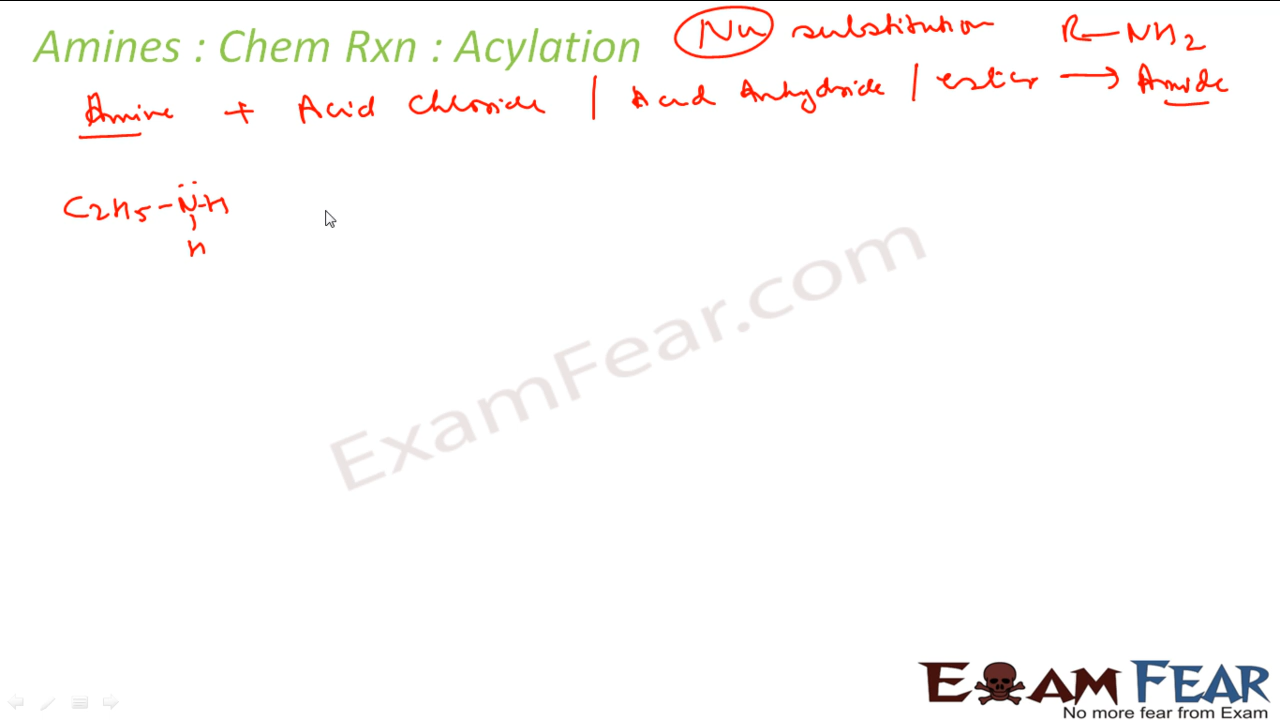 Amines : Chem Rxn : Acylation
Nu substitution R—NH2
Amine + Acid Chloride / Acid Anhydride / ester → Amide
C2H5–N–H
H
ExamFear.com
EXAM FEAR
No more fear from Exam